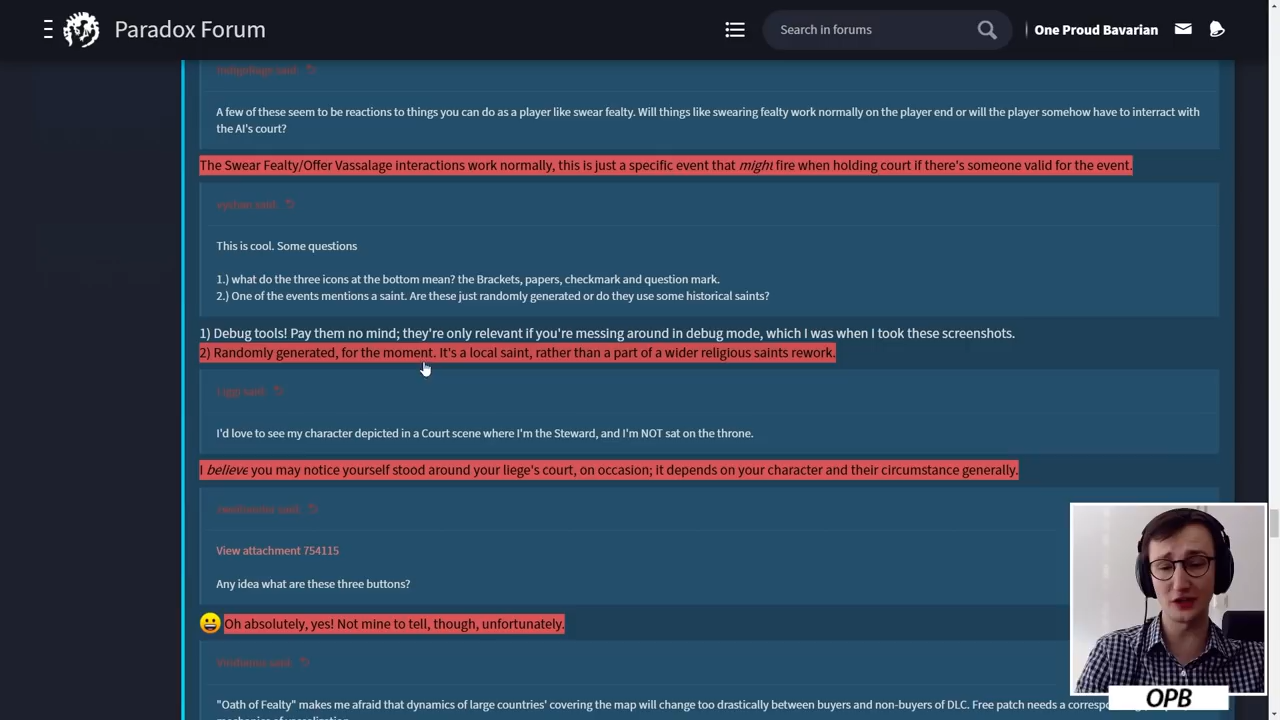 Paradox Forum
Search in forums
One Proud Bavarian
said:
A few of these seem to be reactions to things you can do as a player like swear fealty. Will things like swearing fealty work normally on the player end or will the player somehow have to interract with
the AI's court?
The Swear Fealty/Offer Vassalage interactions work normally, this is just a specific event that might fire when holding court if there's someone valid for the event.
said:
This is cool. Some questions
1.) what do the three icons at the bottom mean? the Brackets, papers, checkmark and question mark.
2.) One of the events mentions a saint. Are these just randomly generated or do they use some historical saints?
1) Debug tools! Pay them no mind; they're only relevant if you're messing around in debug mode, which I was when I took these screenshots.
2) Randomly generated, for the moment. It's a local saint, rather than a part of a wider religious saints rework.
said:
I'd love to see my character depicted in a Court scene where I'm the Steward, and I'm NOT sat on the throne.
I believe you may notice yourself stood around your liege's court, on occasion; it depends on your character and their circumstance generally.
said:
View attachment 754115
Any idea what are these three buttons?
Oh absolutely, yes! Not mine to tell, though, unfortunately.
said:
"Oath of Fealty" makes me afraid that dynamics of large countries' covering the map will change too drastically between buyers and non-buyers of DLC. Free patch needs a
OPB